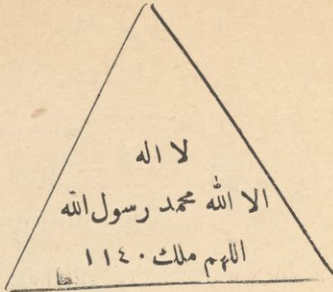 لا اله
الا الله محمد رسول الله
اللهم ملك ١١٤٠